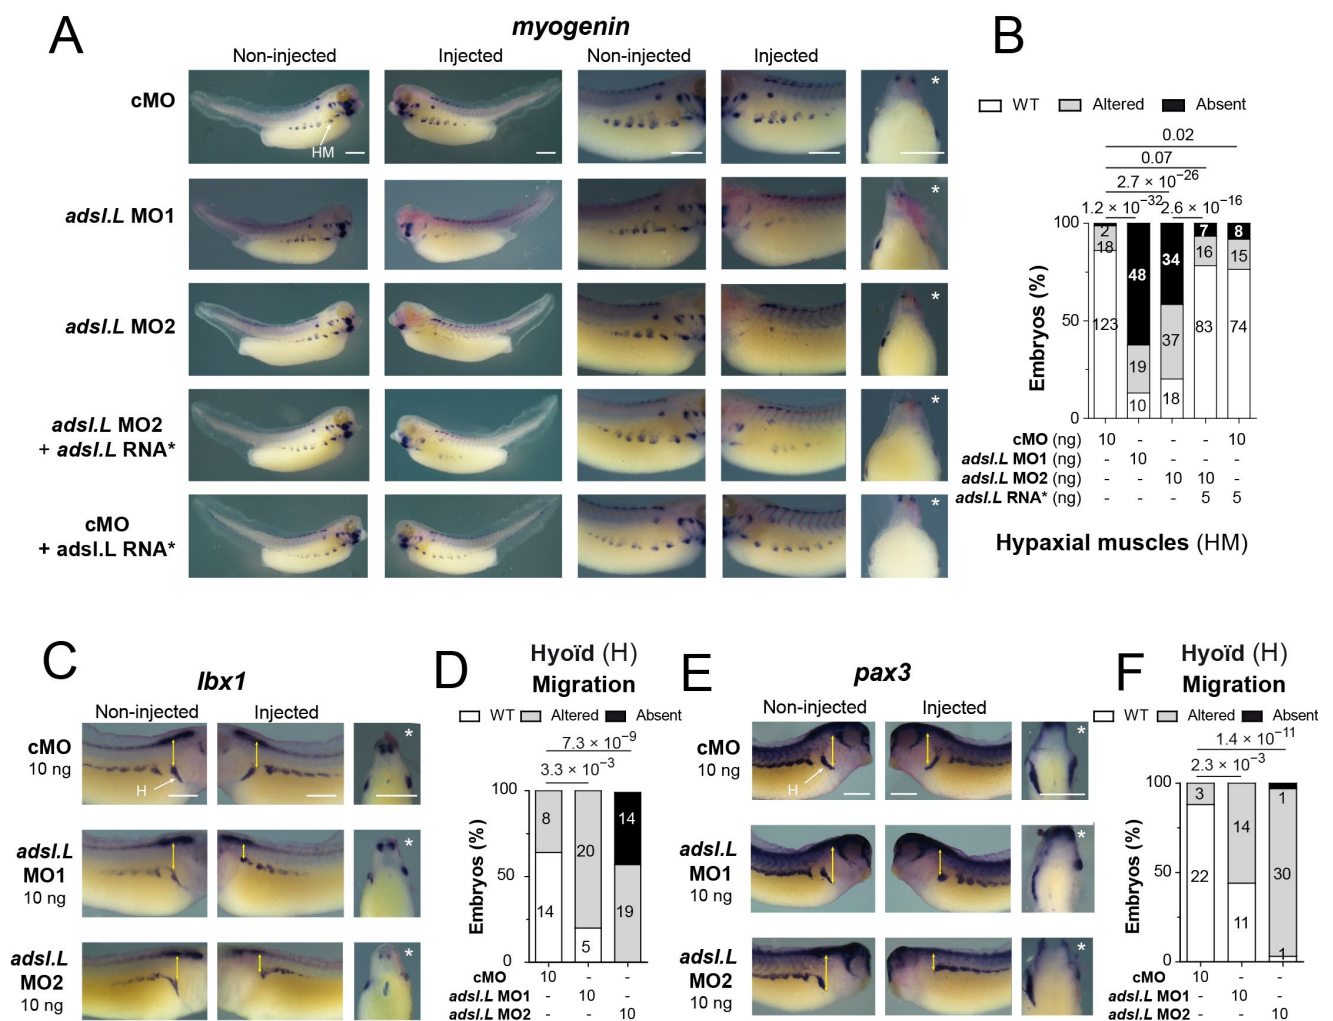 A
myogenin
Non-injected Injected Non-injected Injected
cMO
HM
*
adsl.L MO1
*
adsl.L MO2
*
adsl.L MO2
+ adsl.L RNA*
*
cMO
+ adsl.L RNA*
*
B
WT Altered Absent
0.02
0.07
2.7 × 10−26
1.2 × 10−32 2.6 × 10−16
100
50
0
Embryos (%)
2 48 34 7 8
18 19 37 16 15
123 10 18 83 74
cMO (ng) 10 - - - 10
adsl.L MO1 (ng) - 10 - - -
adsl.L MO2 (ng) - - 10 10 -
adsl.L RNA* (ng) - - - 5 5
Hypaxial muscles (HM)
C
lbx1
Non-injected Injected
cMO
10 ng
H
*
adsl.L
MO1
10 ng
*
adsl.L
MO2
10 ng
*
D
Hyoïd (H)
Migration
WT Altered Absent
7.3 × 10−9
3.3 × 10−3
100
50
0
Embryos (%)
8 20 14
14 5 19
cMO 10 - -
adsl.L MO1 - 10 -
adsl.L MO2 - - 10
E
pax3
Non-injected Injected
cMO
10 ng
H
*
adsl.L
MO1
10 ng
*
adsl.L
MO2
10 ng
*
F
Hyoïd (H)
Migration
WT Altered Absent
1.4 × 10−11
2.3 × 10−3
100
50
0
Embryos (%)
3 14 1
22 11 30
1
cMO 10 - -
adsl.L MO1 - 10 -
adsl.L MO2 - - 10